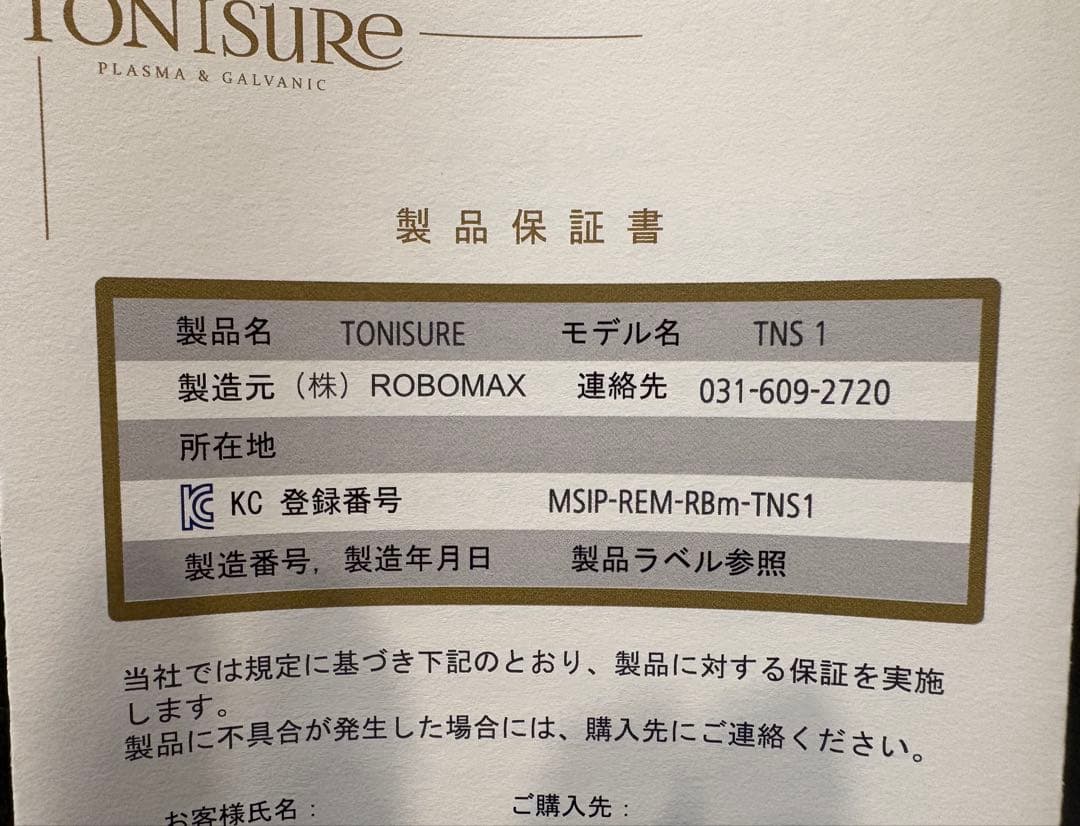 TONISURe
PLASMA & GALVANIC
製品保証書
製品名 TONISURE モデル名 TNS 1
製造元 (株) ROBOMAX 連絡先 031-609-2720
所在地
KC KC 登録番号 MSIP-REM-RBm-TNS1
製造番号, 製造年月日 製品ラベル参照
当社では規定に基づき下記のとおり、製品に対する保証を実施
します。
製品に不具合が発生した場合には、購入先にご連絡ください。
お客様氏名 : ご購入先 :